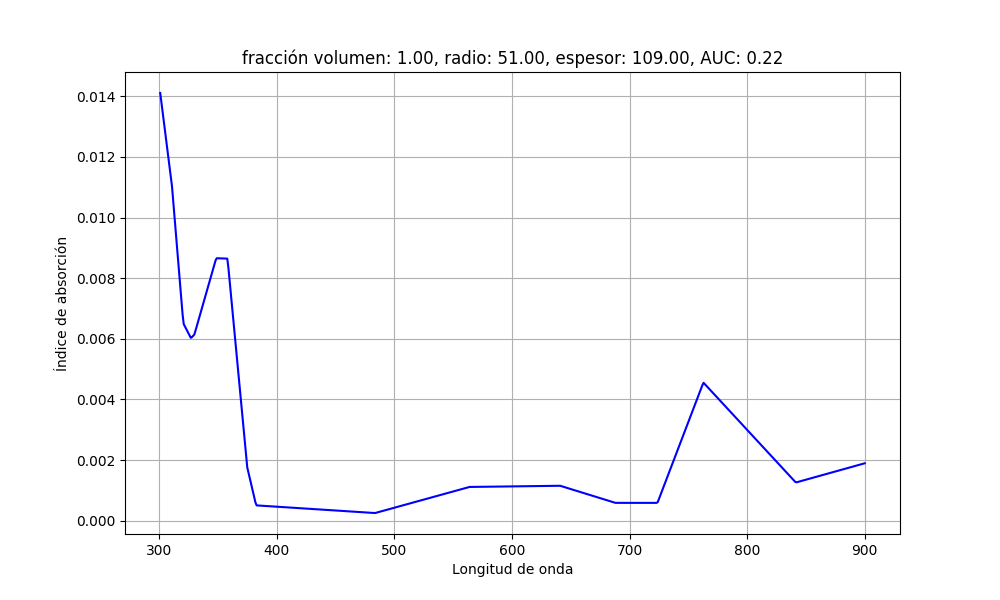 fracción volumen: 1.00, radio: 51.00, espesor: 109.00, AUC: 0.22
0.014
0.012
0.010
0.008
0.006
0.004
0.002
0.000
Índice de absorción
300 400 500 600 700 800 900
Longitud de onda